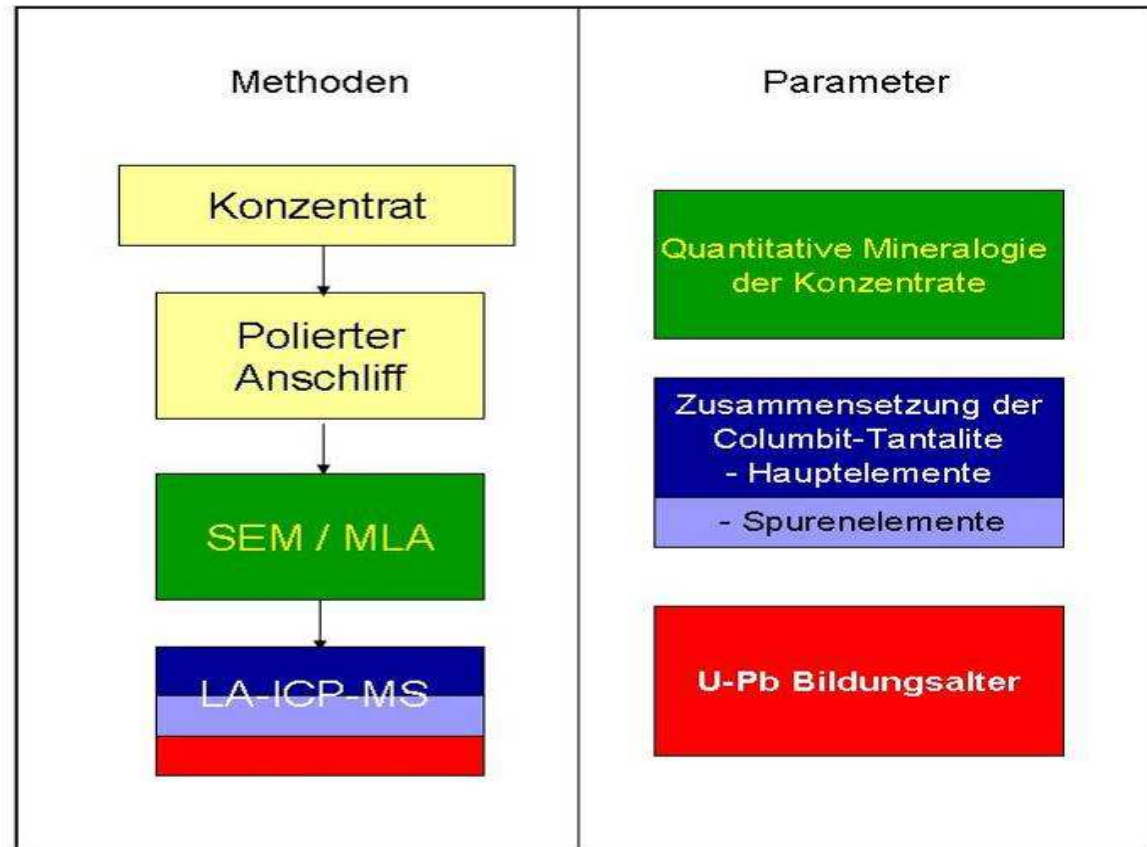 Methoden
Konzentrat
Polierter
Anschliff
SEM / MLA
LA-ICP-MS
Parameter
Quantitative Mineralogie
der Konzentrate
Zusammensetzung der
Columbit-Tantalite
- Hauptelemente
- Spurenelemente
U-Pb Bildungsalter